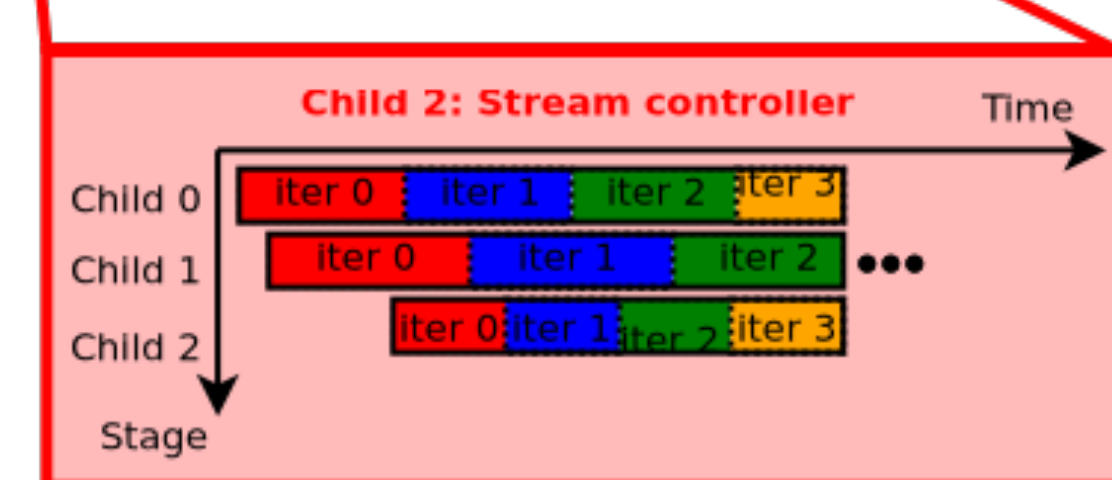 Child 2: Stream controller
Time
Child 0
iter 0 iter 1 iter 2 iter 3
Child 1
iter 0 iter 1 iter 2
Child 2
iter 0 iter 1 iter 2 iter 3
Stage